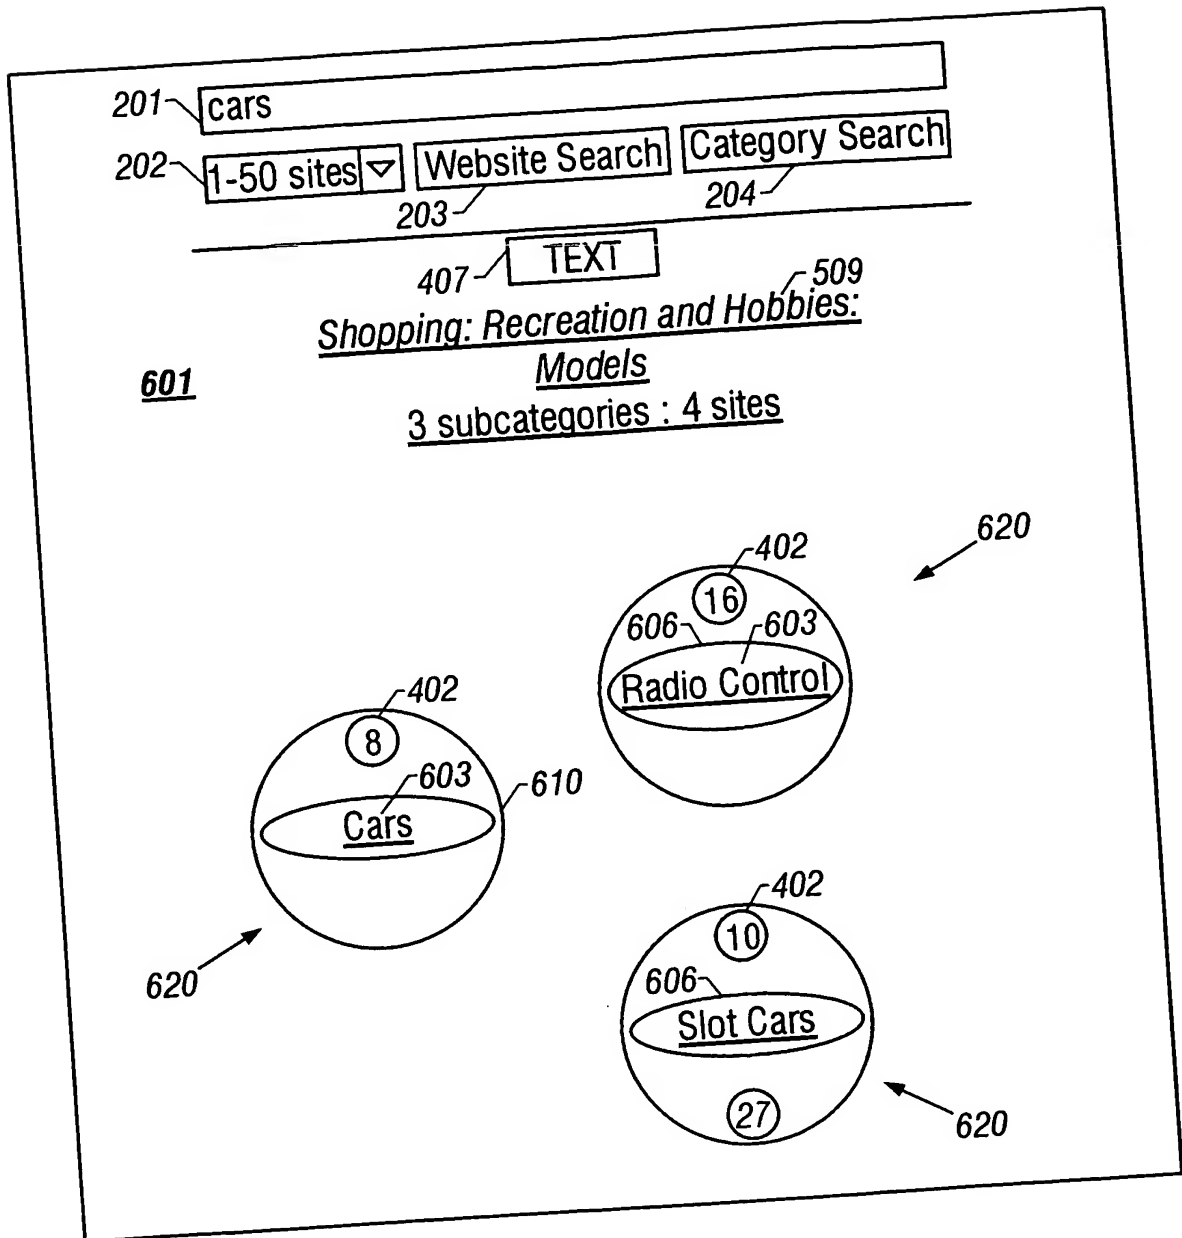 201 cars
202 1-50 sites Website Search Category Search
203 204
407 TEXT
509
Shopping: Recreation and Hobbies:
601 Models
3 subcategories : 4 sites
620
402
16
606 603
Radio Control
402
8
603 610
Cars
402
10
606
620
Slot Cars
27
620